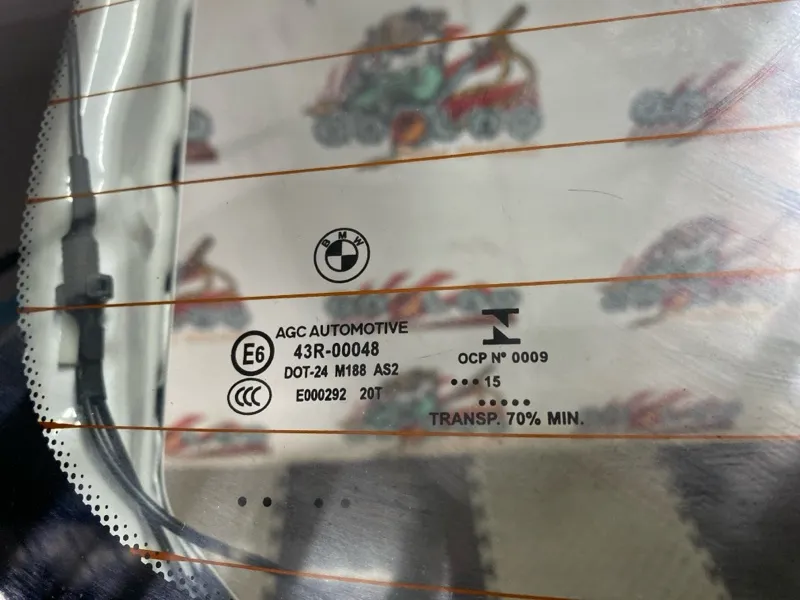 BMW
AGC AUTOMOTIVE
E6
43R-00048
DOT-24 M188 AS2
CCC
E000292 20T
N
OCP Nº 0009
•••15
•••••
TRANSP. 70% MIN.